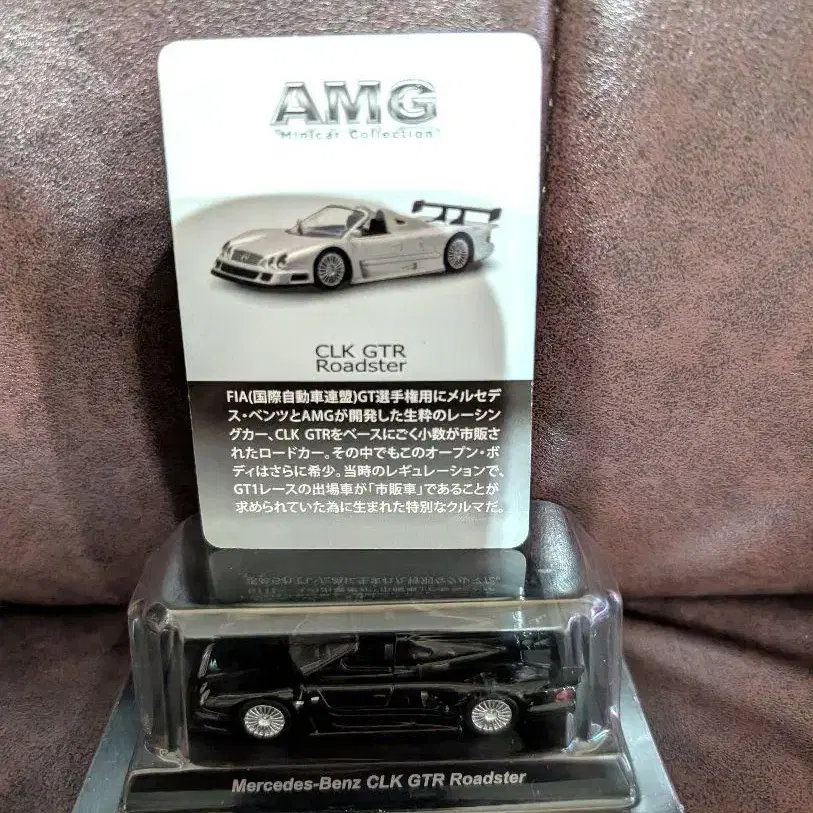 AMG
Minicar Collection
CLK GTR
Roadster
FIA(国際自動車連盟)GT選手権用にメルセデ
ス・ベンツとAMGが開発した生粋のレーシン
グカー、CLK GTRをベースにごく小数が市販さ
れたロードカー。その中でもこのオープン・ボ
ディはさらに希少。当時のレギュレーションで、
GT1レースの出場車が「市販車」であることが
求められていた為に生まれた特別なクルマだ。
Mercedes-Benz CLK GTR Roadster